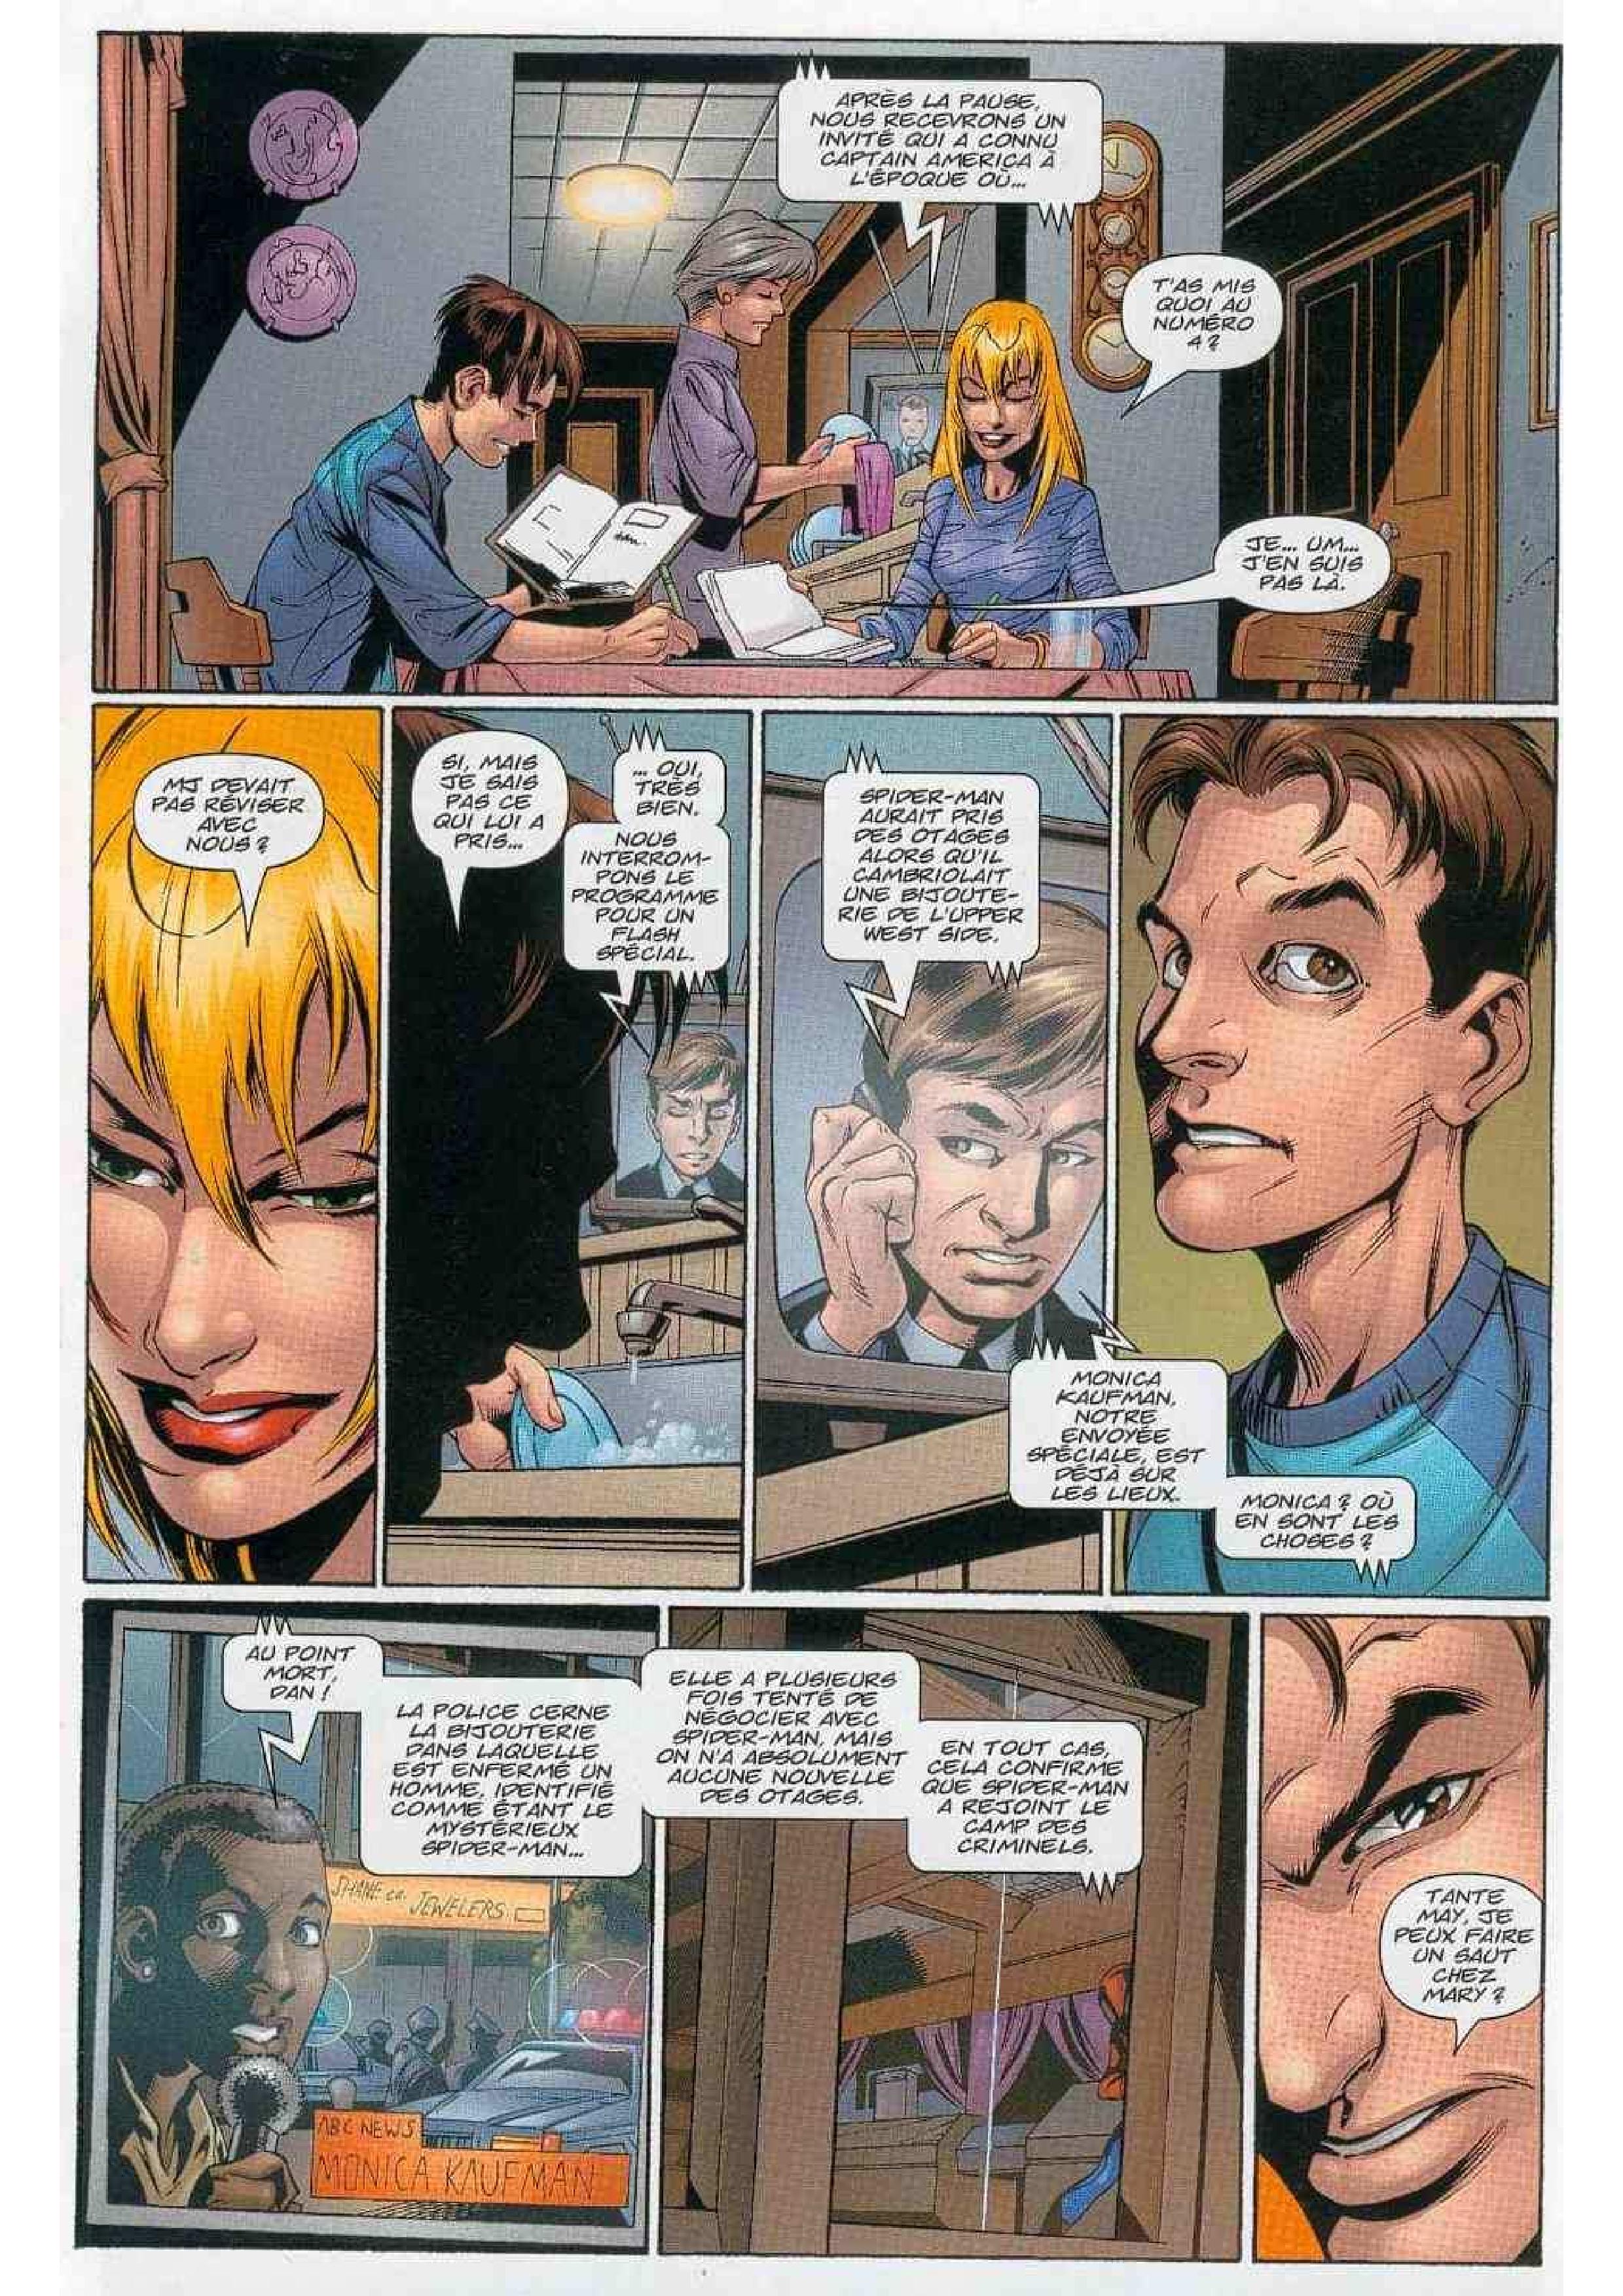 APRÈS LA PAUSE,
NOUS RECEVRONS UN
INVITÉ QUI A CONNU
CAPTAIN AMERICA À
L'ÉPOQUE OÙ...
T'AS MIS
QUOI AU
NUMÉRO
4?
JE... UM...
J'EN SUIS
PAS LÀ.
MJ DEVAIT
PAS RÉVISER
AVEC
NOUS?
SI, MAIS
JE SAIS
PAS CE
QUI LUI A
PRIS...
... OUI,
TRÈS
BIEN.
NOUS
INTERROM-
PONS LE
PROGRAMME
POUR UN
FLASH
SPÉCIAL.
SPIDER-MAN
AURAIT PRIS
DES OTAGES
ALORS QU'IL
CAMBRIOLAIT
UNE BIJOUTE-
RIE DE L'UPPER
WEST SIDE.
MONICA
KAUFMAN,
NOTRE
ENVOYÉE
SPÉCIALE, EST
DÉJÀ SUR
LES LIEUX.
MONICA? OÙ
EN SONT LES
CHOSES?
AU POINT
MORT,
DAN!
LA POLICE CERNE
LA BIJOUTERIE
DANS LAQUELLE
EST ENFERMÉ UN
HOMME, IDENTIFIÉ
COMME ÉTANT LE
MYSTÉRIEUX
SPIDER-MAN...
SHANE CO. JEWELERS.
ABC NEWS
MONICA KAUFMAN
ELLE A PLUSIEURS
FOIS TENTÉ DE
NÉGOCIER AVEC
SPIDER-MAN, MAIS
ON N'A ABSOLUMENT
AUCUNE NOUVELLE
DES OTAGES.
EN TOUT CAS,
CELA CONFIRME
QUE SPIDER-MAN
A REJOINT LE
CAMP DES
CRIMINELS.
TANTE
MAY, JE
PEUX FAIRE
UN SAUT
CHEZ
MARY?